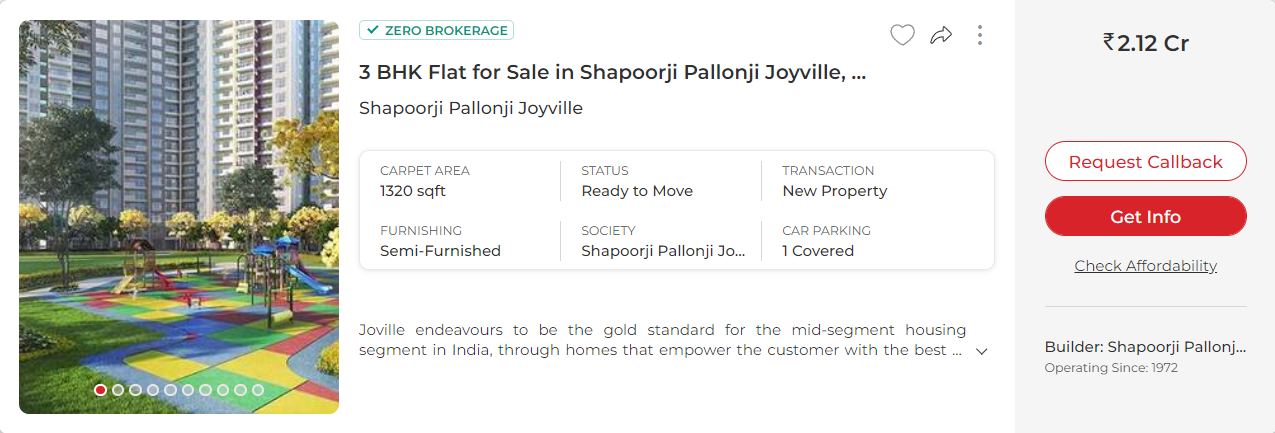 ZERO BROKERAGE
3 BHK Flat for Sale in Shapoorji Pallonji Joyville, ...
Shapoorji Pallonji Joyville
CARPET AREA
1320 sqft
STATUS
Ready to Move
TRANSACTION
New Property
FURNISHING
Semi-Furnished
SOCIETY
Shapoorji Pallonji Jo...
CAR PARKING
1 Covered
Joville endeavours to be the gold standard for the mid-segment housing
segment in India, through homes that empower the customer with the best ...
₹2.12 Cr
Request Callback
Get Info
Check Affordability
Builder: Shapoorji Pallonj...
Operating Since: 1972